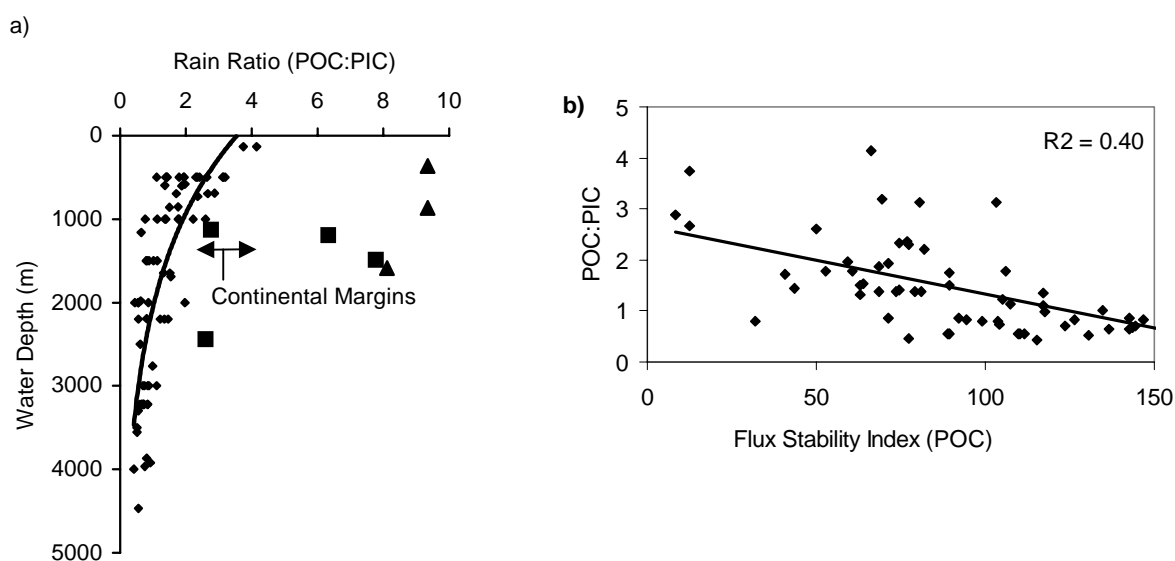 a)
Rain Ratio (POC:PIC)
0 2 4 6 8 10
0
1000
2000
3000
4000
5000
Water Depth (m)
Continental Margins
b)
5
4
3
2
1
0
POC:PIC
R2 = 0.40
0 50 100 150
Flux Stability Index (POC)